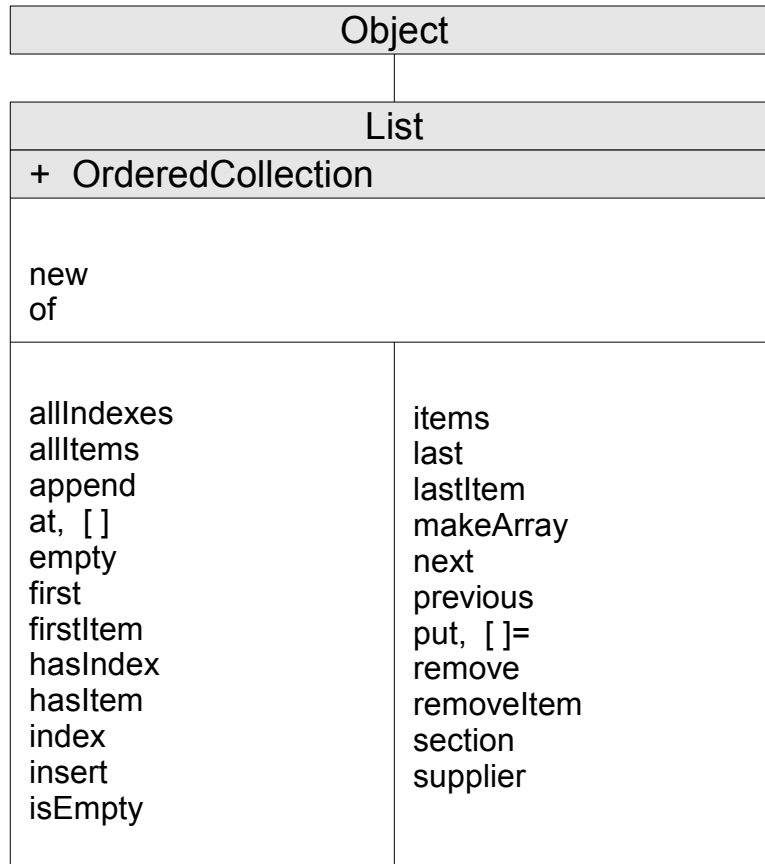 Object
List
+ OrderedCollection
new
of
allIndexes
allItems
append
at, [ ]
empty
first
firstItem
hasIndex
hasItem
index
insert
isEmpty
items
last
lastItem
makeArray
next
previous
put, [ ]=
remove
removeItem
section
supplier